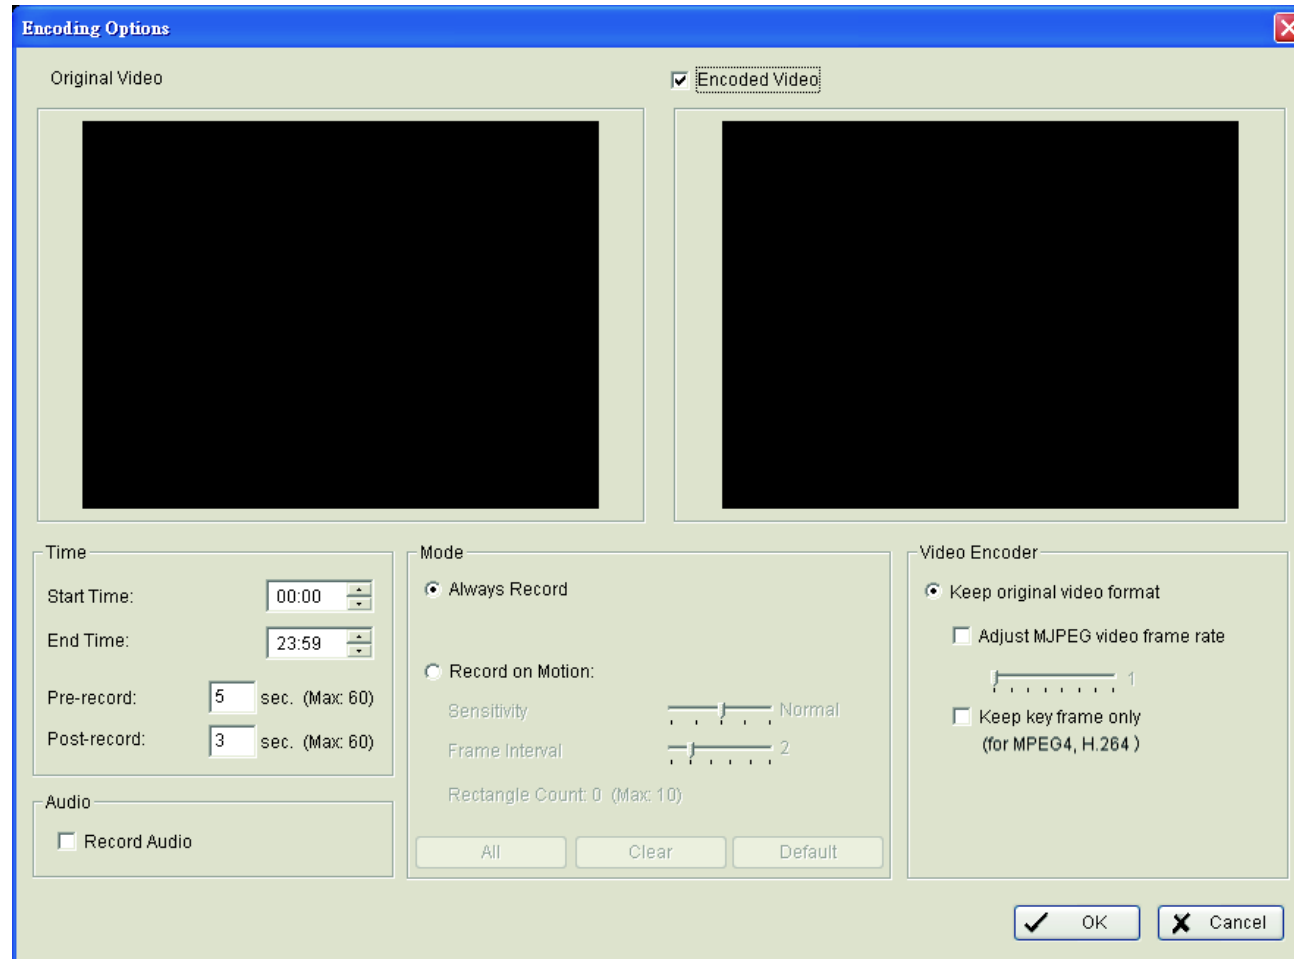 Encoding Options
Original Video
Encoded Video
Time
Start Time: 00:00
End Time: 23:59
Pre-record: 5 sec. (Max: 60)
Post-record: 3 sec. (Max: 60)
Audio
Record Audio
Mode
Always Record
Record on Motion:
Sensitivity Normal
Frame Interval 2
Rectangle Count: 0 (Max: 10)
All Clear Default
Video Encoder
Keep original video format
Adjust MJPEG video frame rate
1
Keep key frame only
(for MPEG4, H.264 )
OK Cancel